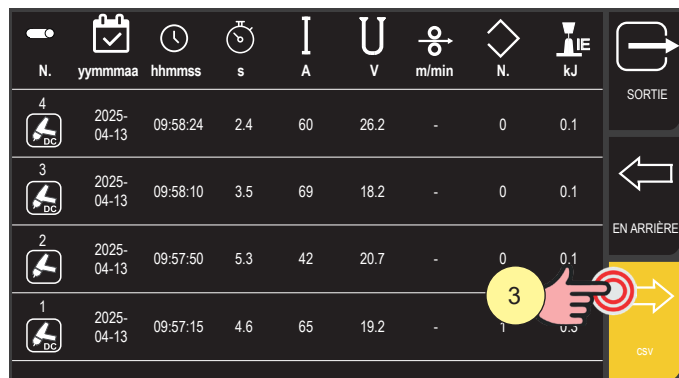 N. yymmmaa hhmmss s A V m/min N. kJ
IE
SORTIE
4
DC
2025-
04-13
09:58:24 2.4 60 26.2 - 0 0.1
3
DC
2025-
04-13
09:58:10 3.5 69 18.2 - 0 0.1
EN ARRIÈRE
2
2025-
04-13
09:57:50 5.3 42 20.7 - 0 0.1
3
1
DC
2025-
04-13
09:57:15 4.6 65 19.2 - 1
CSV